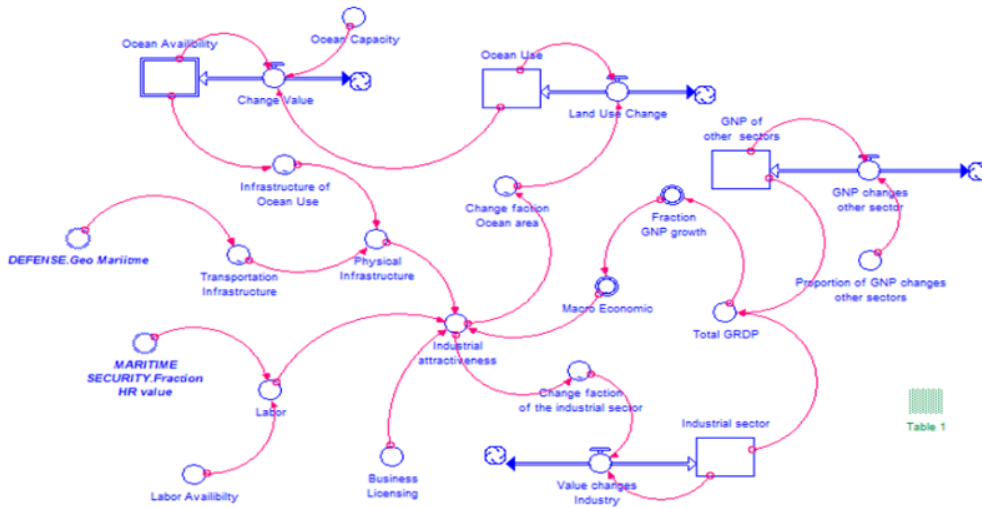 Ocean Availibility
Ocean Capacity
Change Value
Ocean Use
Land Use Change
GNP of
other sectors
GNP changes
other sector
Infrastructure of
Ocean Use
Change faction
Ocean area
Fraction
GNP growth
DEFENSE.Geo Mariitme
Transportation
Infrastructure
Physical
Infrastructure
Proportion of GNP changes
other sectors
Macro Economic
Total GRDP
Industrial
attractiveness
MARITIME
SECURITY.Fraction
HR value
Labor
Change faction
of the industrial sector
Industrial sector
Table 1
Labor Availibilty
Business
Licensing
Value changes
Industry